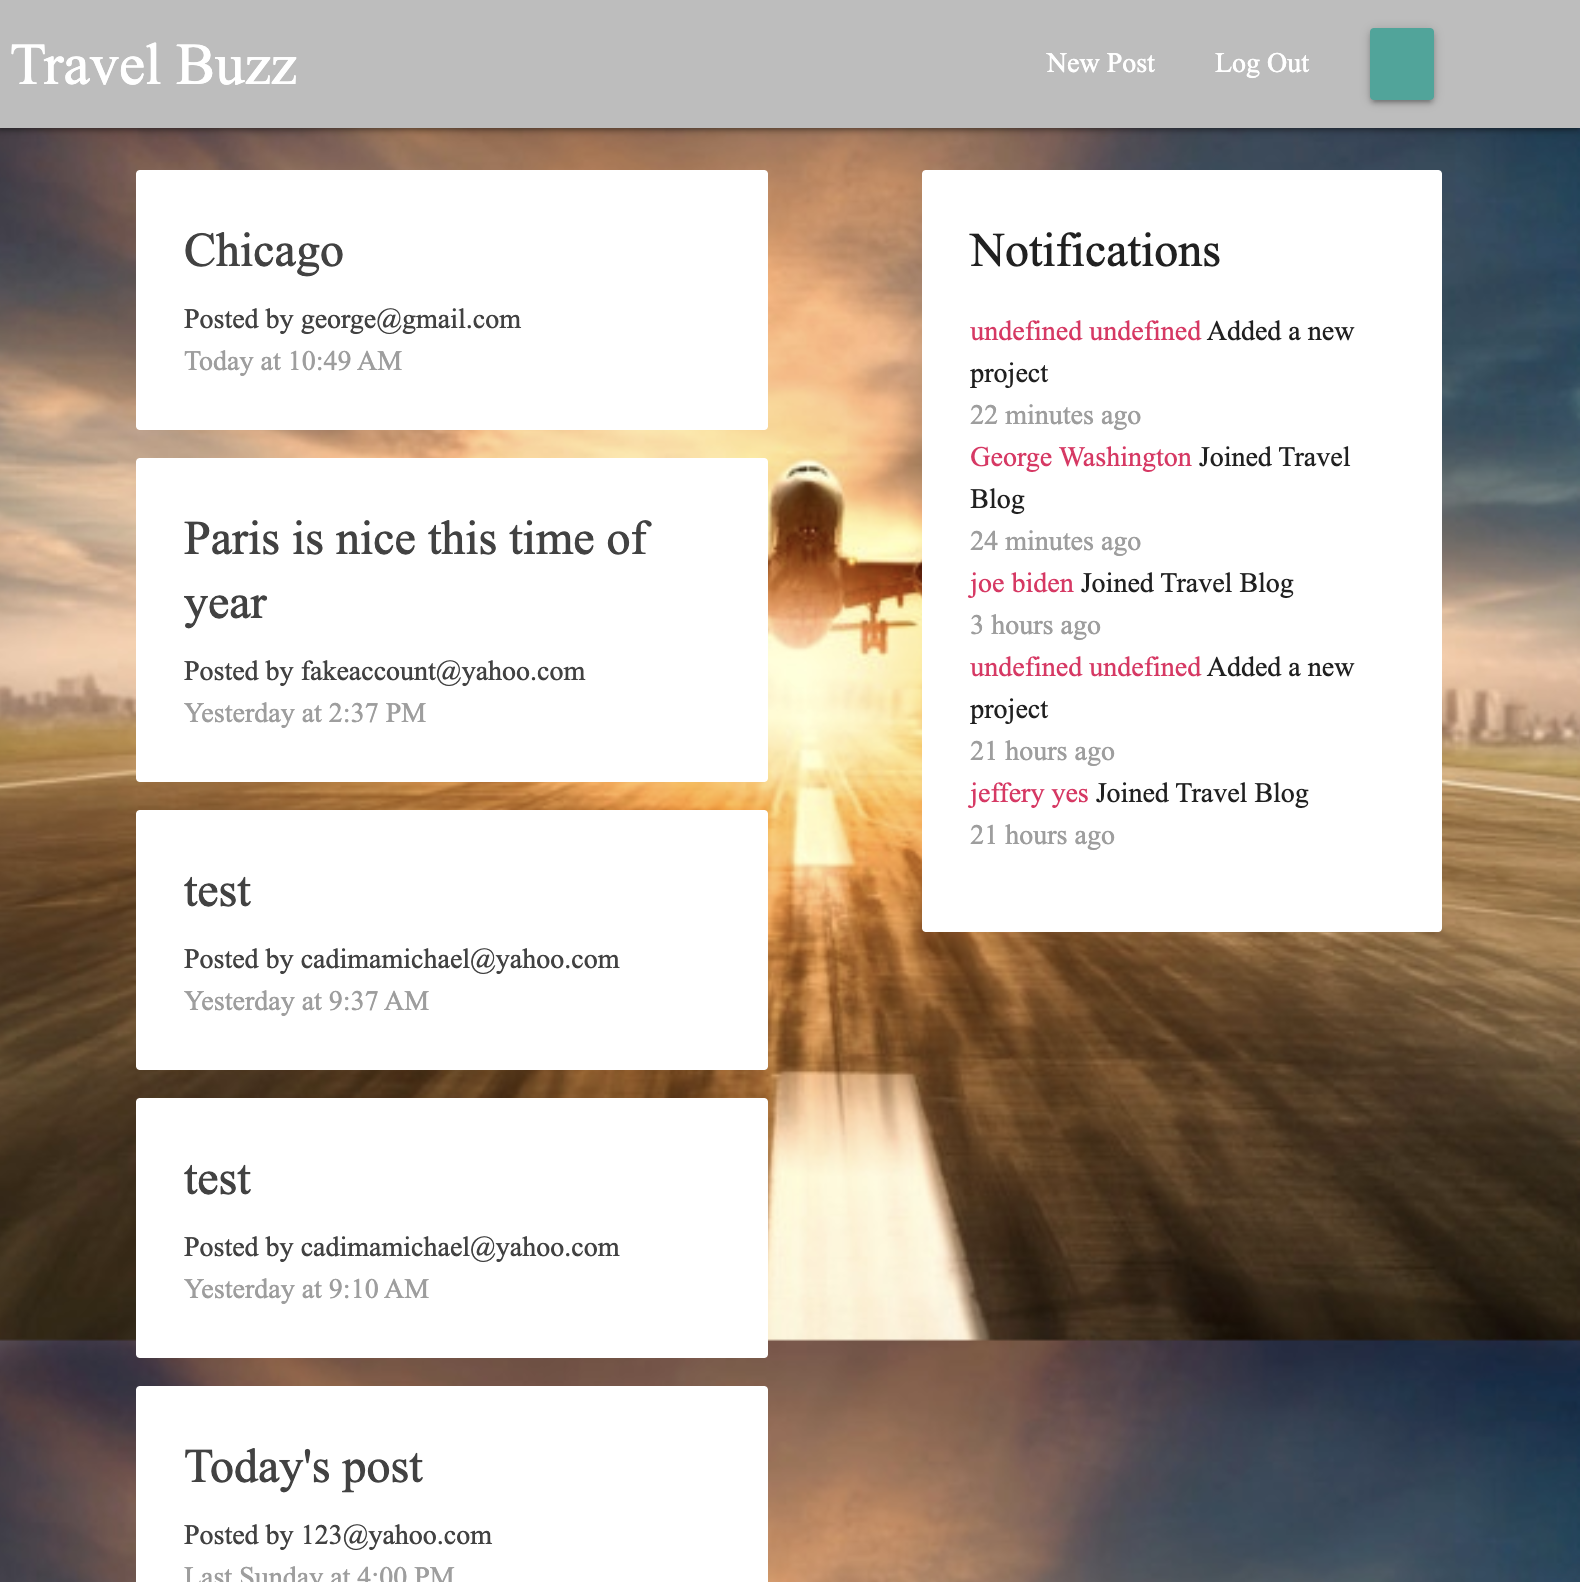 Travel Buzz
New Post
Log Out
Chicago
Posted by george@gmail.com
Today at 10:49 AM
Paris is nice this time of
year
Posted by fakeaccount@yahoo.com
Yesterday at 2:37 PM
test
Posted by cadimamichael@yahoo.com
Yesterday at 9:37 AM
test
Posted by cadimamichael@yahoo.com
Yesterday at 9:10 AM
Today's post
Posted by 123@yahoo.com
Last Sunday at 4:00 PM
Notifications
undefined undefined Added a new
project
22 minutes ago
George Washington Joined Travel
Blog
24 minutes ago
joe biden Joined Travel Blog
3 hours ago
undefined undefined Added a new
project
21 hours ago
jeffery yes Joined Travel Blog
21 hours ago